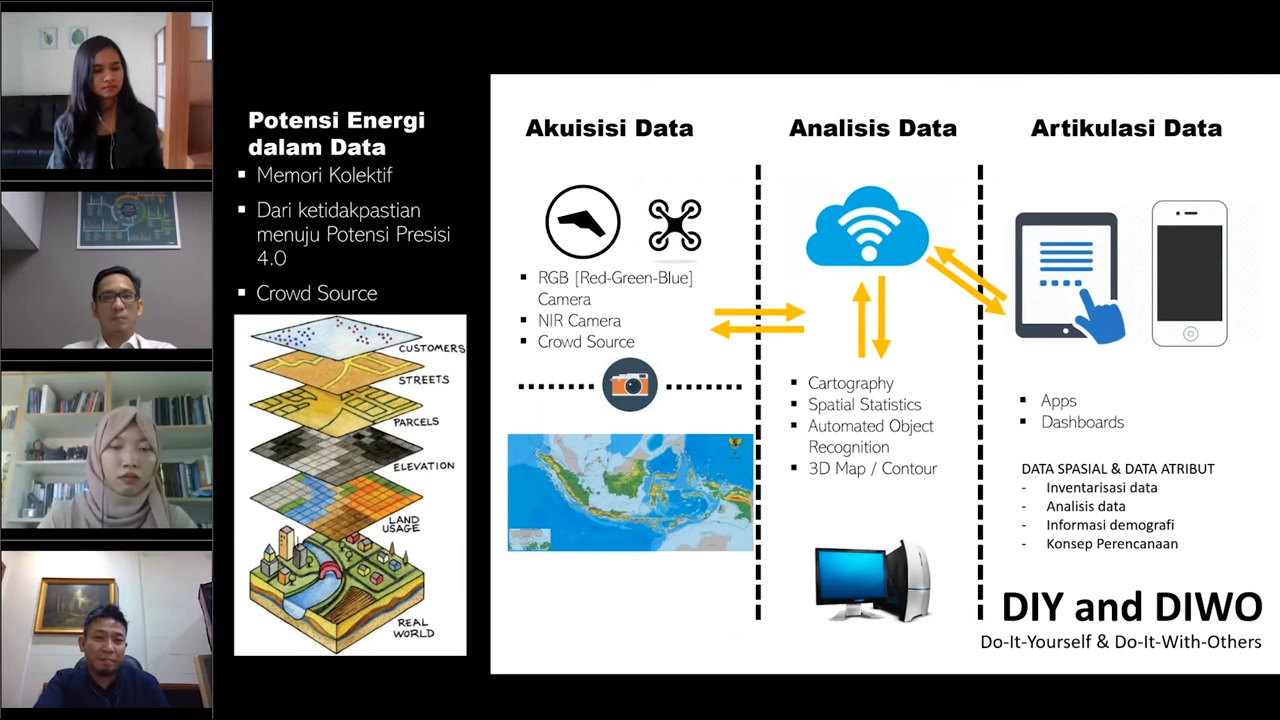 Potensi Energi
dalam Data
▪ Memori Kolektif
▪ Dari ketidakpastian
menuju Potensi Presisi
4.0
▪ Crowd Source
CUSTOMERS
STREETS
PARCELS
ELEVATION
LAND
USAGE
REAL
WORLD
Akuisisi Data
▪ RGB [Red-Green-Blue]
Camera
▪ NIR Camera
▪ Crowd Source
Analisis Data
▪ Cartography
▪ Spatial Statistics
▪ Automated Object
Recognition
▪ 3D Map / Contour
Artikulasi Data
▪ Apps
▪ Dashboards
DATA SPASIAL & DATA ATRIBUT
- Inventarisasi data
- Analisis data
- Informasi demografi
- Konsep Perencanaan
DIY and DIWO
Do-It-Yourself & Do-It-With-Others